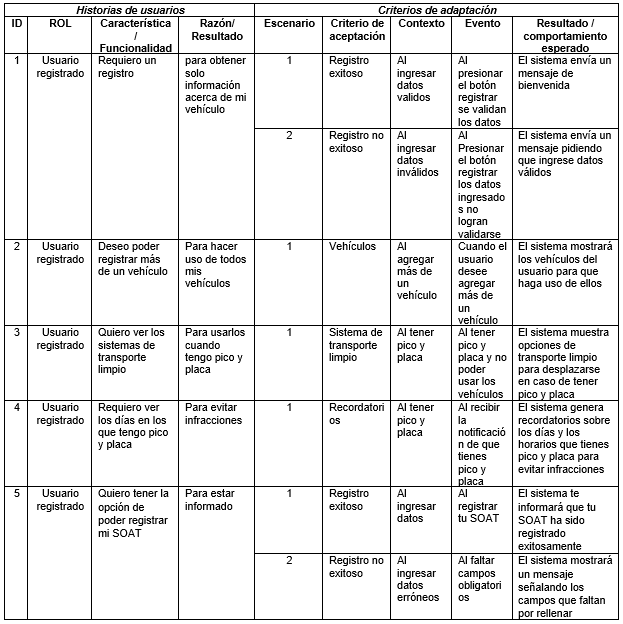 Historias de usuarios
Criterios de adaptación
ID
ROL
Característica
/
Funcionalidad
Razón/
Resultado
Escenario
Criterio de
aceptación
Contexto
Evento
Resultado /
comportamiento
esperado
1
Usuario
registrado
Requiero un
registro
para obtener
solo
información
acerca de mi
vehículo
1
Registro
exitoso
Al
ingresar
datos
validos
Al
presionar
el botón
registrar
se validan
los datos
El sistema envía un
mensaje de
bienvenida
2
Registro no
exitoso
Al
ingresar
datos
inválidos
Al
Presionar
el botón
registrar
los datos
ingresado
s no
logran
validarse
El sistema envía un
mensaje pidiendo
que ingrese datos
válidos
2
Usuario
registrado
Deseo poder
registrar más
de un vehículo
Para hacer
uso de todos
mis
vehículos
1
Vehículos
Al
agregar
más de
un
vehículo
Cuando el
usuario
desee
agregar
más de
un
vehículo
El sistema mostrará
los vehículos del
usuario para que
haga uso de ellos
3
Usuario
registrado
Quiero ver los
sistemas de
transporte
limpio
Para usarlos
cuando
tengo pico y
placa
1
Sistema de
transporte
limpio
Al tener
pico y
placa
Al tener
pico y
placa y no
poder
usar los
vehículos
El sistema muestra
opciones de
transporte limpio
para desplazarse
en caso de tener
pico y placa
4
Usuario
registrado
Requiero ver
los días en los
que tengo pico
y placa
Para evitar
infracciones
1
Recordatori
os
Al tener
pico y
placa
Al recibir
la
notificació
n de que
tienes
pico y
placa
El sistema genera
recordatorios sobre
los días y los
horarios que tienes
pico y placa para
evitar infracciones
5
Usuario
registrado
Quiero tener la
opción de
poder registrar
mi SOAT
Para estar
informado
1
Registro
exitoso
Al
ingresar
datos
Al
registrar
tu SOAT
El sistema te
informará que tu
SOAT ha sido
registrado
exitosamente
2
Registro no
exitoso
Al
ingresar
datos
erróneos
Al faltar
campos
obligatori
os
El sistema mostrará
un mensaje
señalando los
campos que faltan
por rellenar